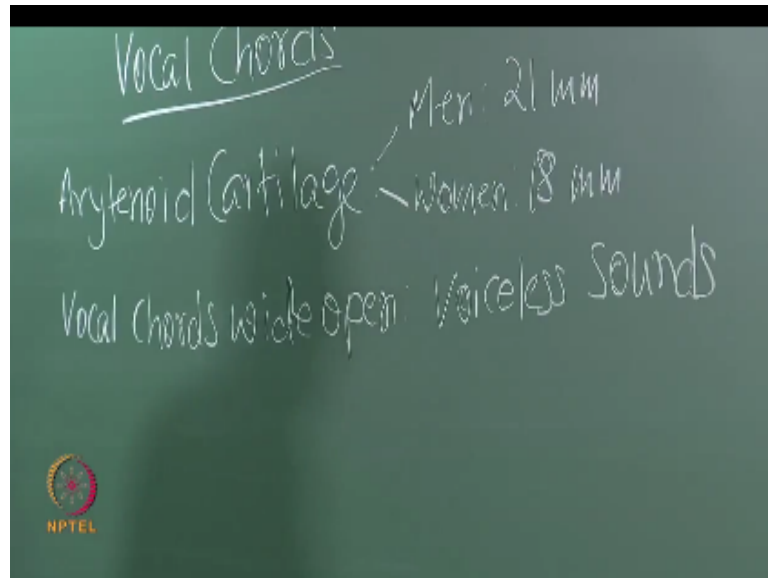 Vocal Chords
Men: 21 mm
Arytenoid Cartilage
Women: 18 mm
Vocal Chords wide open: Voiceless Sounds
NPTEL